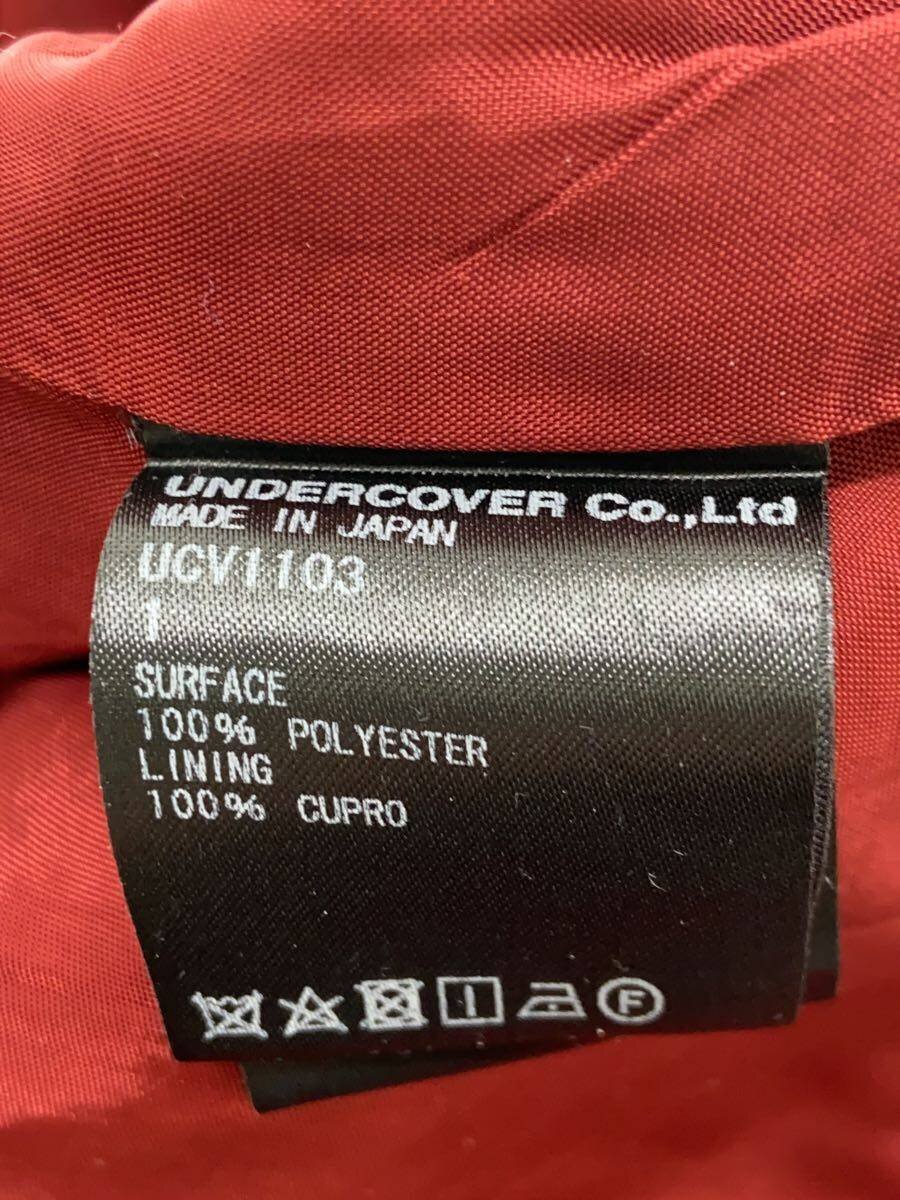 UNDERCOVER Co.,Ltd
MADE IN JAPAN
UCV1103
1
SURFACE
100% POLYESTER
LINING
100% CUPRO
F